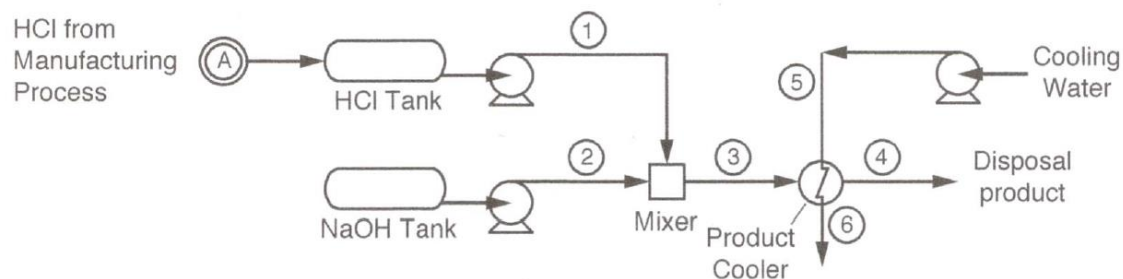 HCl from
Manufacturing
Process
A
HCl Tank
1
5
Cooling
Water
NaOH Tank
2
Mixer
3
Product
Cooler
4
6
Disposal
product